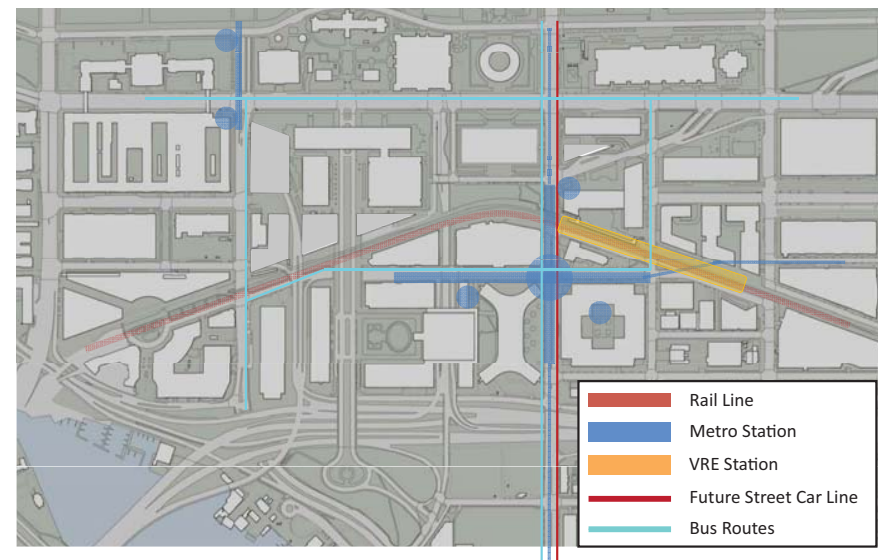 Rail Line
Metro Station
VRE Station
Future Street Car Line
Bus Routes